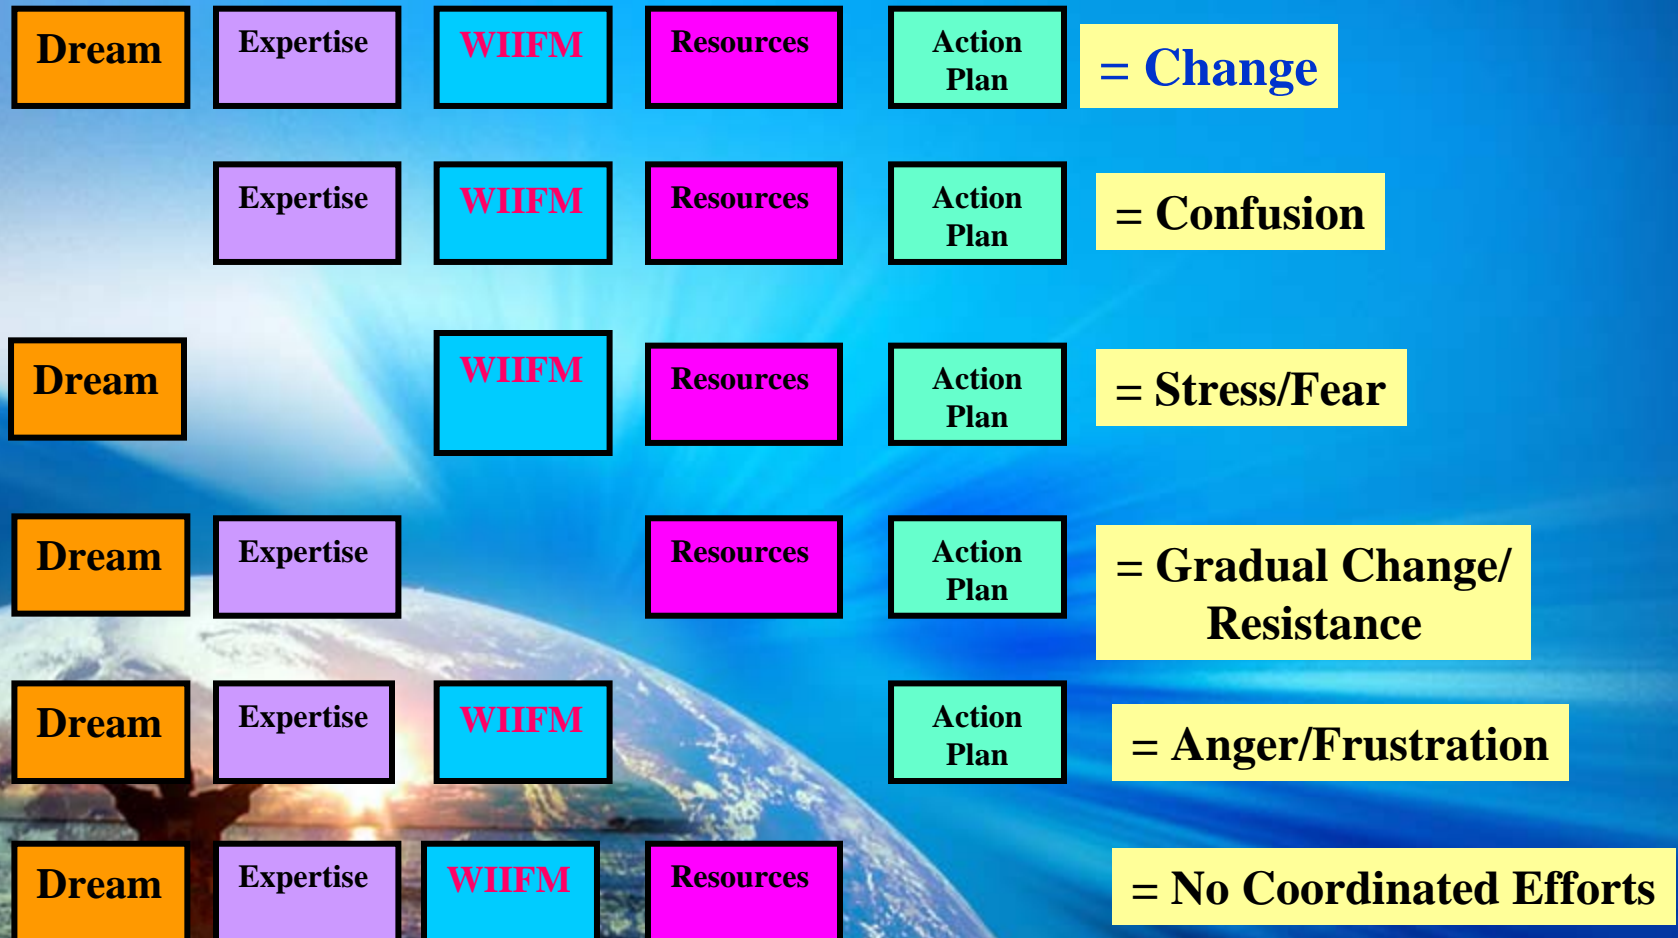 Dream Expertise WIIFM Resources Action
Plan = Change
Expertise WIIFM Resources Action
Plan = Confusion
Dream WIIFM Resources Action
Plan = Stress/Fear
Dream Expertise Resources Action
Plan = Gradual Change/
Resistance
Dream Expertise WIIFM Action
Plan = Anger/Frustration
Dream Expertise WIIFM Resources = No Coordinated Efforts